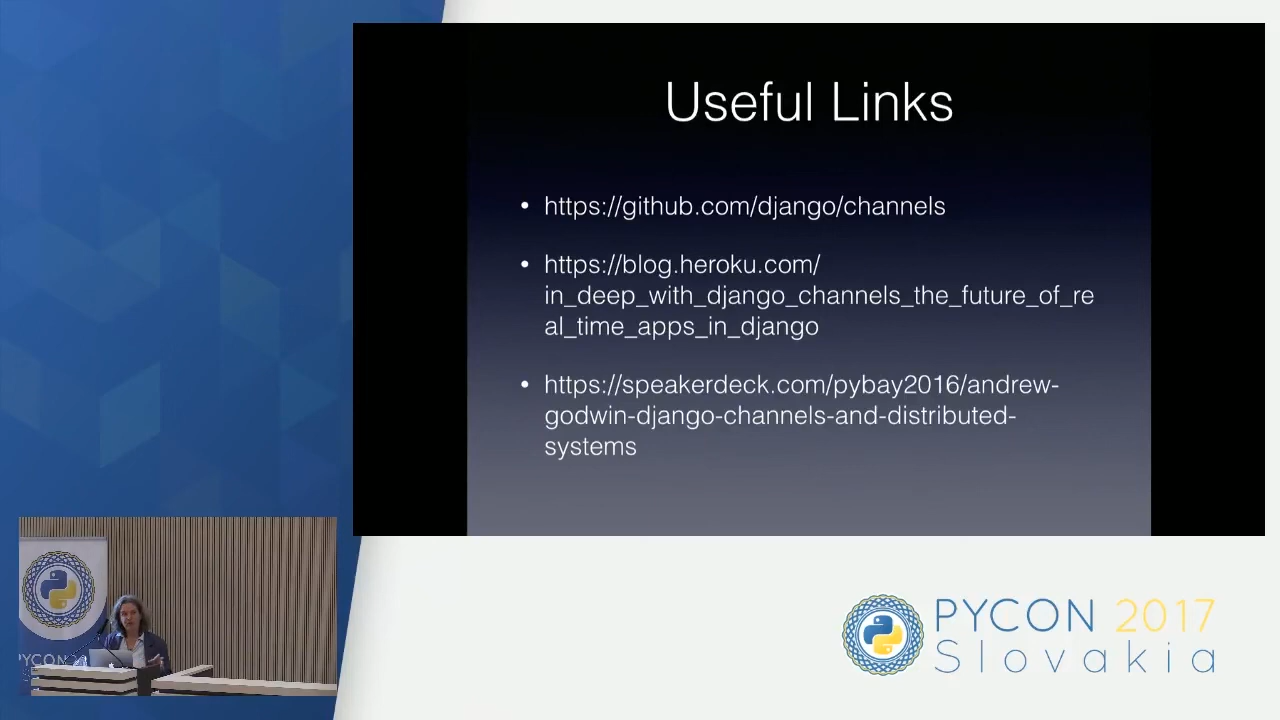 Useful Links
• https://github.com/django/channels
• https://blog.heroku.com/
in_deep_with_django_channels_the_future_of_re
al_time_apps_in_django
• https://speakerdeck.com/pybay2016/andrew-
godwin-django-channels-and-distributed-
systems
PYCON 2017
Slovakia
PYCON